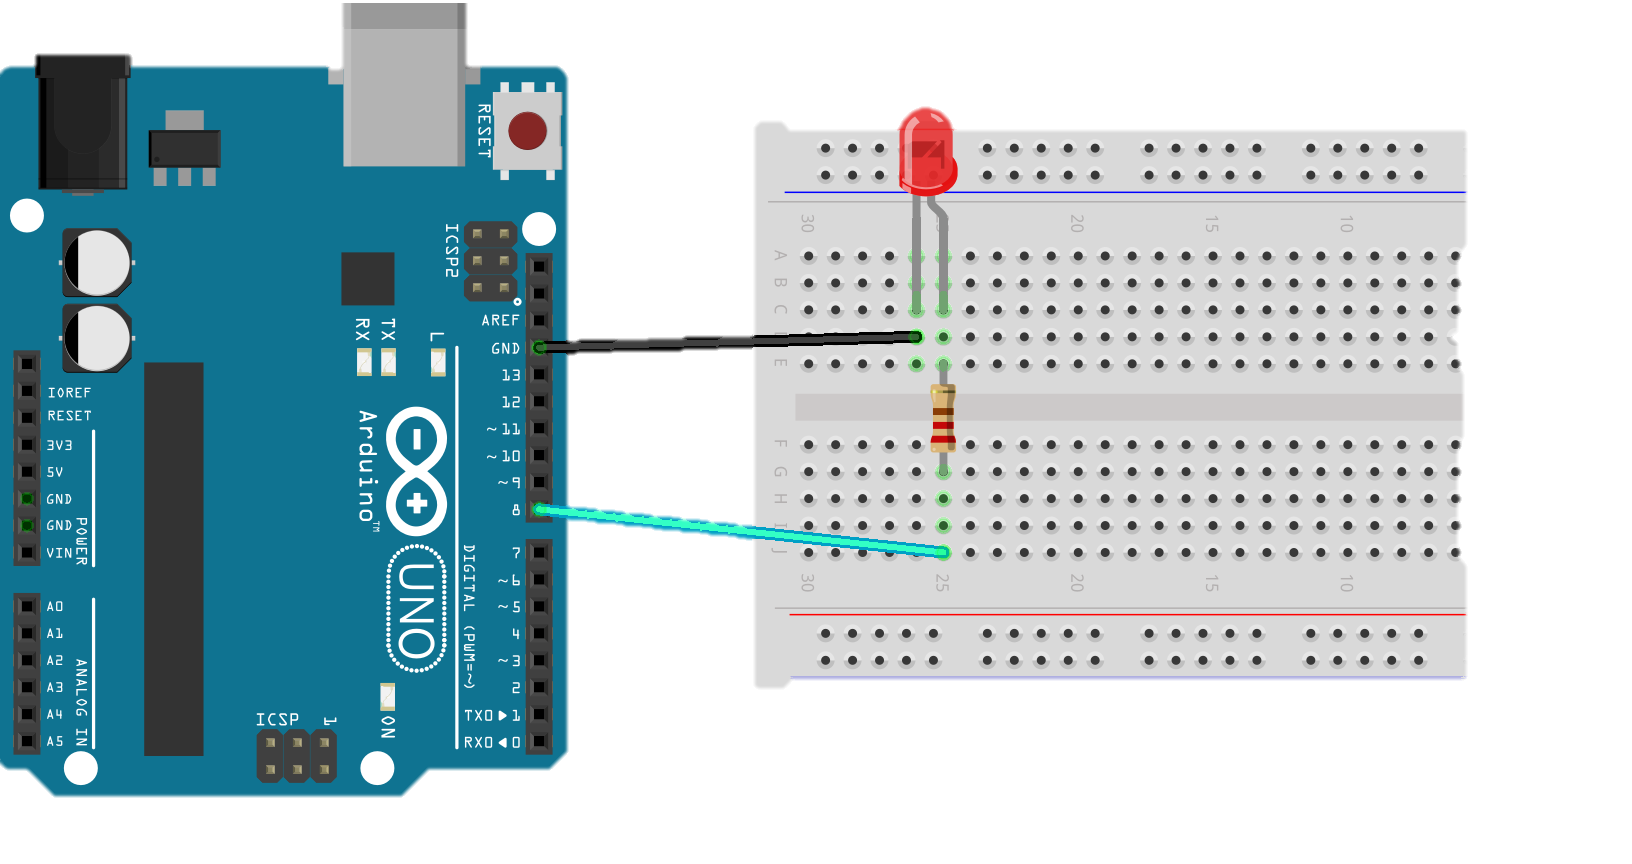 RESET
ICSP2
AREF
GND
13
12
~11
~10
~9
8
7
~6
~5
4
~3
2
TX0▶1
RX0◀0
DIGITAL (PWM=~)
RX
TX
L
Arduino™
UNO
IOREF
RESET
3V3
5V
GND
GND
VIN
POWER
A0
A1
A2
A3
A4
A5
ANALOG IN
ICSP
1
ON
30
20
15
10
A
B
C
E
F
G
H
I
J
30
25
20
15
10